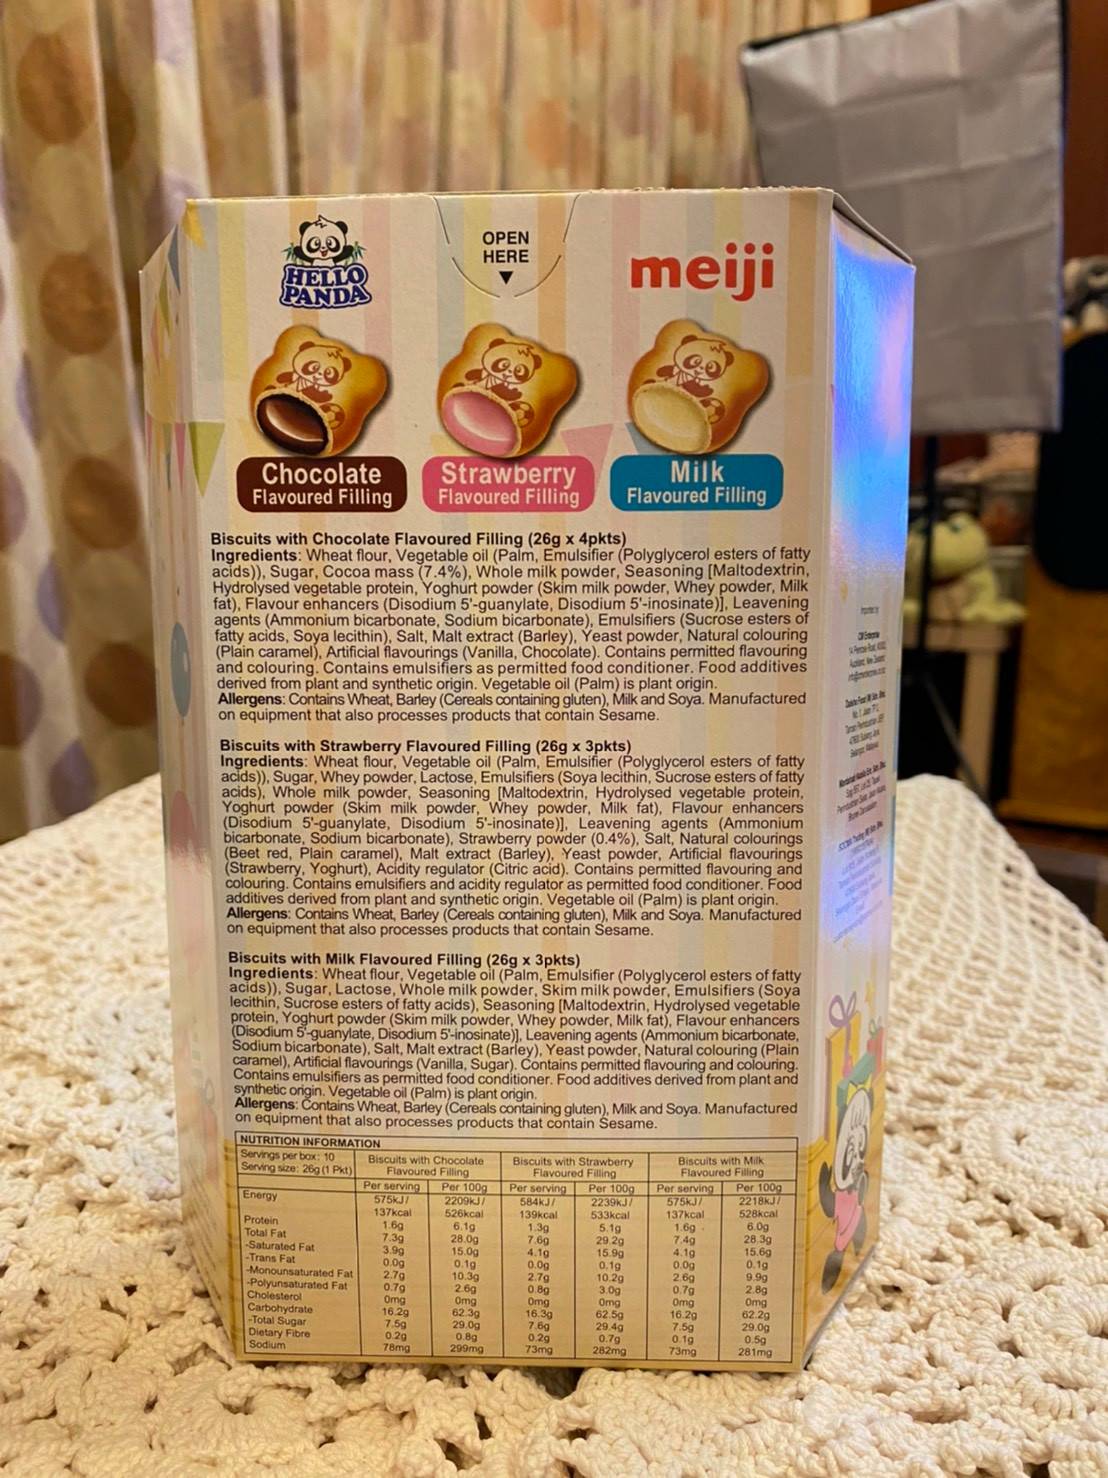 HELLO
PANDA
OPEN
HERE
meiji
Chocolate
Flavoured Filling
Strawberry
Flavoured Filling
Milk
Flavoured Filling
Biscuits with Chocolate Flavoured Filling (26g x 4pkts)
Ingredients: Wheat flour, Vegetable oil (Palm, Emulsifier (Polyglycerol esters of fatty
acids)), Sugar, Cocoa mass (7.4%), Whole milk powder, Seasoning [Maltodextrin,
Hydrolysed vegetable protein, Yoghurt powder (Skim milk powder, Whey powder, Milk
fat), Flavour enhancers (Disodium 5'-guanylate, Disodium 5'-inosinate)], Leavening
agents (Ammonium bicarbonate, Sodium bicarbonate), Emulsifiers (Sucrose esters of
fatty acids, Soya lecithin), Salt, Malt extract (Barley), Yeast powder, Natural colouring
(Plain caramel), Artificial flavourings (Vanilla, Chocolate). Contains permitted flavouring
and colouring. Contains emulsifiers as permitted food conditioner. Food additives
derived from plant and synthetic origin. Vegetable oil (Palm) is plant origin.
Allergens: Contains Wheat, Barley (Cereals containing gluten), Milk and Soya. Manufactured
on equipment that also processes products that contain Sesame.
Biscuits with Strawberry Flavoured Filling (26g x 3pkts)
Ingredients: Wheat flour, Vegetable oil (Palm, Emulsifier (Polyglycerol esters of fatty
acids)), Sugar, Whey powder, Lactose, Emulsifiers (Soya lecithin, Sucrose esters of fatty
acids), Whole milk powder, Seasoning [Maltodextrin, Hydrolysed vegetable protein,
Yoghurt powder (Skim milk powder, Whey powder, Milk fat), Flavour enhancers
(Disodium 5'-guanylate, Disodium 5'-inosinate)], Leavening agents (Ammonium
bicarbonate, Sodium bicarbonate), Strawberry powder (0.4%), Salt, Natural colourings
(Beet red, Plain caramel), Malt extract (Barley), Yeast powder, Artificial flavourings
(Strawberry, Yoghurt), Acidity regulator (Citric acid). Contains permitted flavouring and
colouring. Contains emulsifiers and acidity regulator as permitted food conditioner. Food
additives derived from plant and synthetic origin. Vegetable oil (Palm) is plant origin.
Allergens: Contains Wheat, Barley (Cereals containing gluten), Milk and Soya. Manufactured
on equipment that also processes products that contain Sesame.
Biscuits with Milk Flavoured Filling (26g x 3pkts)
Ingredients: Wheat flour, Vegetable oil (Palm, Emulsifier (Polyglycerol esters of fatty
acids)), Sugar, Lactose, Whole milk powder, Skim milk powder, Emulsifiers (Soya
lecithin, Sucrose esters of fatty acids), Seasoning [Maltodextrin, Hydrolysed vegetable
protein, Yoghurt powder (Skim milk powder, Whey powder, Milk fat), Flavour enhancers
(Disodium 5'-guanylate, Disodium 5'-inosinate)], Leavening agents (Ammonium bicarbonate,
Sodium bicarbonate), Salt, Malt extract (Barley), Yeast powder, Natural colouring (Plain
caramel), Artificial flavourings (Vanilla, Sugar). Contains permitted flavouring and colouring.
Contains emulsifiers as permitted food conditioner. Food additives derived from plant and
synthetic origin. Vegetable oil (Palm) is plant origin.
Allergens: Contains Wheat, Barley (Cereals containing gluten), Milk and Soya. Manufactured
on equipment that also processes products that contain Sesame.
NUTRITION INFORMATION
Servings per box: 10
Serving size: 26g (1 Pkt)
Biscuits with Chocolate Flavoured Filling
Biscuits with Strawberry Flavoured Filling
Biscuits with Milk Flavoured Filling
Per serving Per 100g Per serving Per 100g Per serving Per 100g
Energy 575kJ/ 2209kJ/ 584kJ/ 2239kJ/ 575kJ/ 2218kJ/
137kcal 526kcal 139kcal 533kcal 137kcal 528kcal
Protein 1.6g 6.1g 1.3g 5.1g 1.6g 6.0g
Total Fat 7.3g 28.0g 7.6g 29.2g 7.4g 28.3g
-Saturated Fat 3.9g 15.0g 4.1g 15.9g 4.1g 15.6g
-Trans Fat 0.0g 0.1g 0.0g 0.1g 0.0g 0.1g
-Monounsaturated Fat 2.7g 10.3g 2.7g 10.2g 2.6g 9.9g
-Polyunsaturated Fat 0.7g 2.6g 0.8g 3.0g 0.7g 2.8g
Cholesterol 0mg 0mg 0mg 0mg 0mg 0mg
Carbohydrate 16.2g 62.3g 16.3g 62.5g 16.2g 62.2g
-Total Sugar 7.5g 29.0g 7.6g 29.4g 7.5g 29.0g
Dietary Fibre 0.2g 0.8g 0.2g 0.7g 0.1g 0.5g
Sodium 78mg 299mg 73mg 282mg 73mg 281mg